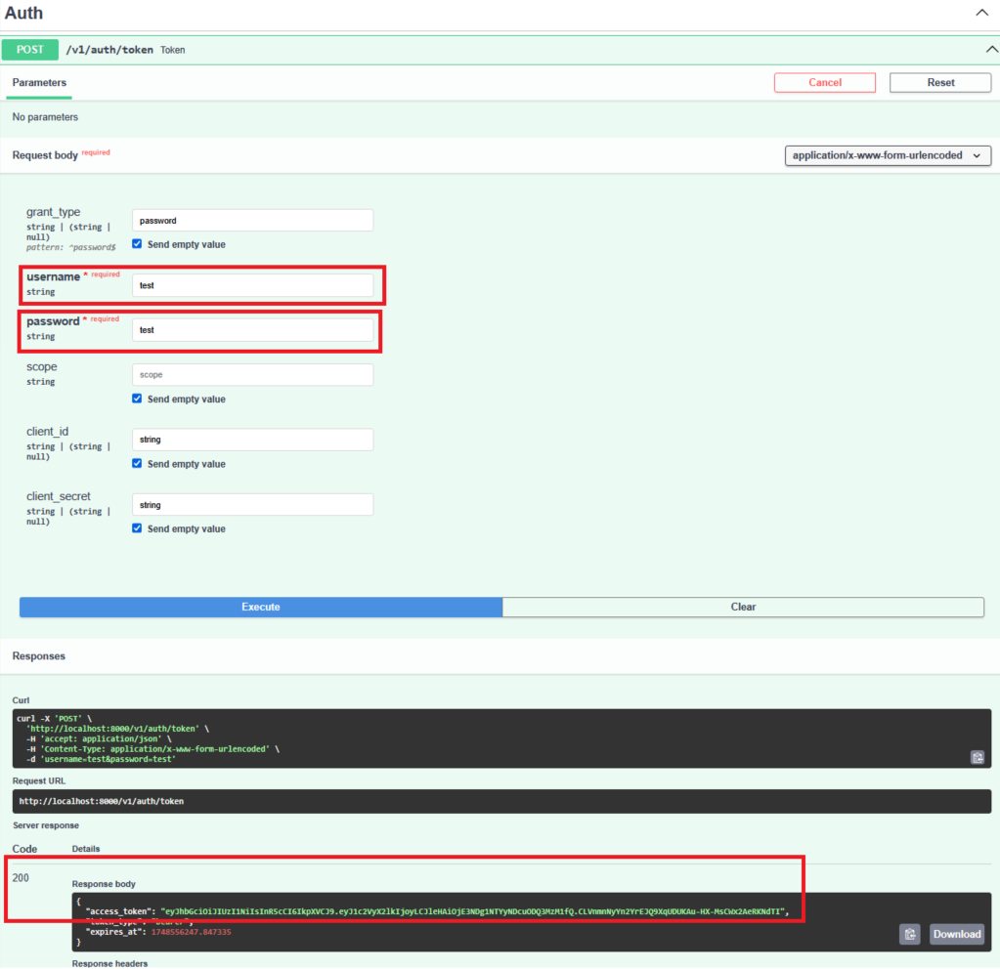 Auth
POST /v1/auth/token Token
Parameters
Cancel
Reset
No parameters
Request body required
application/x-www-form-urlencoded
grant_type
string | (string |
null)
pattern: ^password$
password
Send empty value
username * required
string
test
password * required
string
test
scope
string
scope
Send empty value
client_id
string | (string |
null)
string
Send empty value
client_secret
string | (string |
null)
string
Send empty value
Execute
Clear
Responses
Curl
curl -X 'POST' \
'http://localhost:8000/v1/auth/token' \
-H 'accept: application/json' \
-H 'Content-Type: application/x-www-form-urlencoded' \
-d 'username=test&password=test'
Request URL
http://localhost:8000/v1/auth/token
Server response
Code Details
200
Response body
{
"access_token":
"token_type": "bearer",
"expires_at": 1748556247.847335
}
Download
Response headers